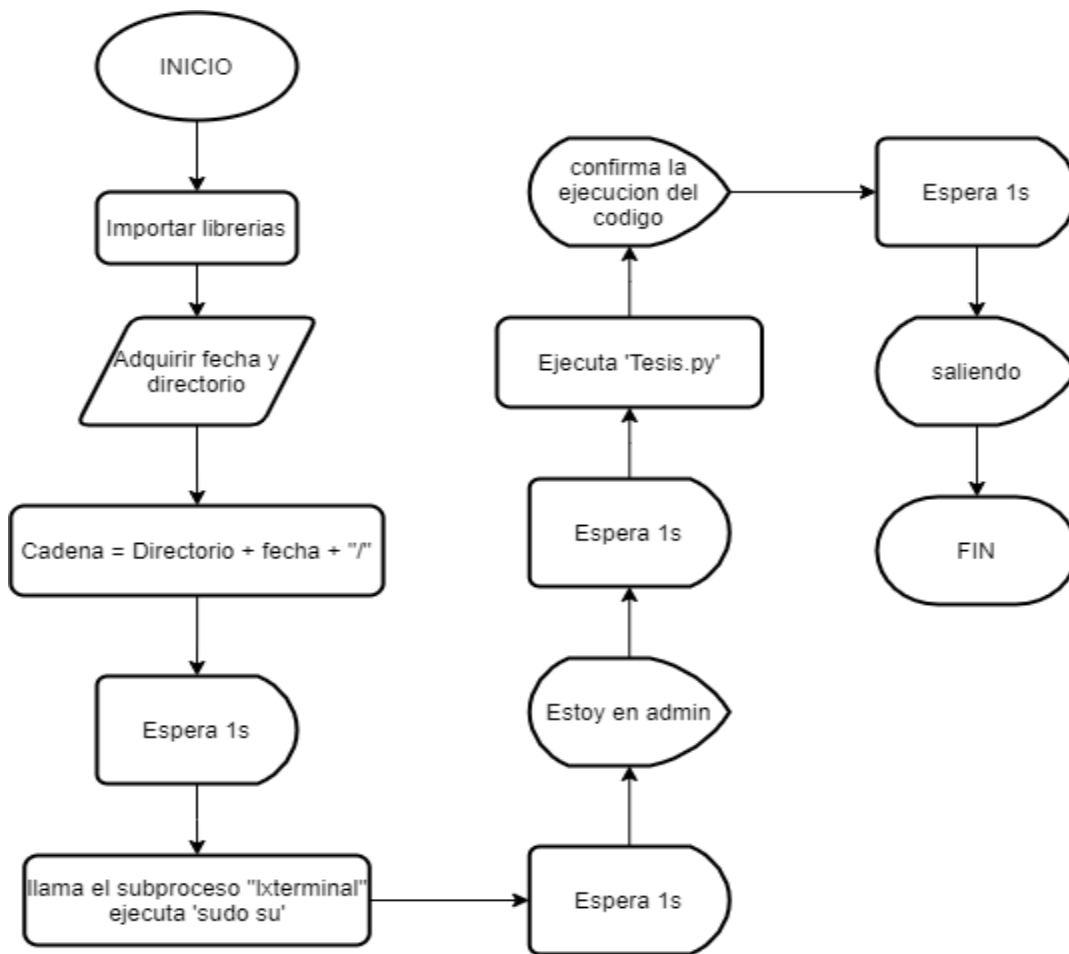 INICIO
Importar librerias
Adquirir fecha y
directorio
Cadena = Directorio + fecha + "/"
Espera 1s
llama el subproceso "lxterminal"
ejecuta 'sudo su'
Espera 1s
Estoy en admin
Espera 1s
Ejecuta 'Tesis.py'
confirma la
ejecucion del
codigo
Espera 1s
saliendo
FIN